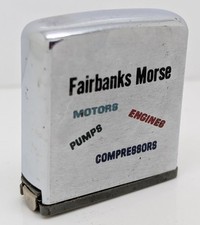 Fairbanks Morse
MOTORS
ENGINES
PUMPS
COMPRESSORS